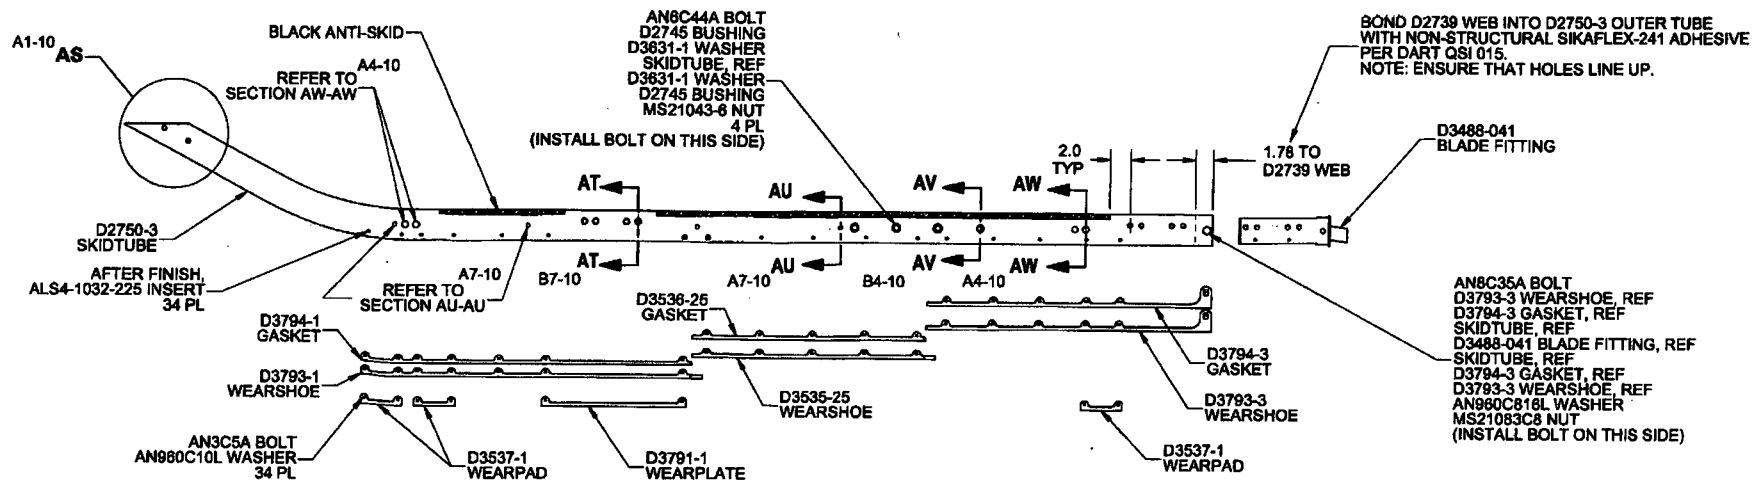 A1-10
AS
BLACK ANTI-SKID
REFER TO
A4-10
SECTION AW-AW
AN6C44A BOLT
D2745 BUSHING
D3631-1 WASHER
SKIDTUBE, REF
D3631-1 WASHER
D2745 BUSHING
MS21043-6 NUT
4 PL
(INSTALL BOLT ON THIS SIDE)
BOND D2739 WEB INTO D2750-3 OUTER TUBE
WITH NON-STRUCTURAL SIKAFLEX-241 ADHESIVE
PER DART QSI 015.
NOTE: ENSURE THAT HOLES LINE UP.
2.0
TYP
1.78 TO
D2739 WEB
D3488-041
BLADE FITTING
AT
AU
AV
AW
D2750-3
SKIDTUBE
AFTER FINISH,
ALS4-1032-225 INSERT
34 PL
A7-10
REFER TO
SECTION AU-AU
AT
B7-10
AU
A7-10
AV
B4-10
AW
A4-10
D3794-1
GASKET
D3793-1
WEARSHOE
AN3C5A BOLT
AN960C10L WASHER
34 PL
D3537-1
WEARPAD
D3791-1
WEARPLATE
D3536-25
GASKET
D3535-25
WEARSHOE
D3794-3
GASKET
D3793-3
WEARSHOE
D3537-1
WEARPAD
AN8C35A BOLT
D3793-3 WEARSHOE, REF
D3794-3 GASKET, REF
SKIDTUBE, REF
D3488-041 BLADE FITTING, REF
SKIDTUBE, REF
D3794-3 GASKET, REF
D3793-3 WEARSHOE, REF
AN960C816L WASHER
MS21083C8 NUT
(INSTALL BOLT ON THIS SIDE)